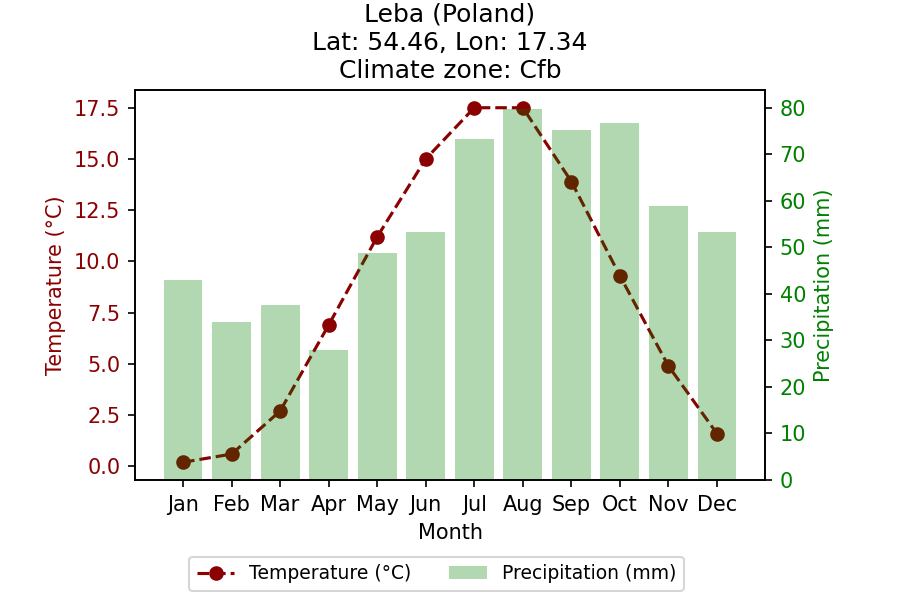 Leba (Poland)
Lat: 54.46, Lon: 17.34
Climate zone: Cfb
Temperature (°C)
17.5
15.0
12.5
10.0
7.5
5.0
2.5
0.0
80
70
60
50
40
30
20
10
0
Precipitation (mm)
Jan Feb Mar Apr May Jun Jul Aug Sep Oct Nov Dec
Month
Temperature (°C) Precipitation (mm)